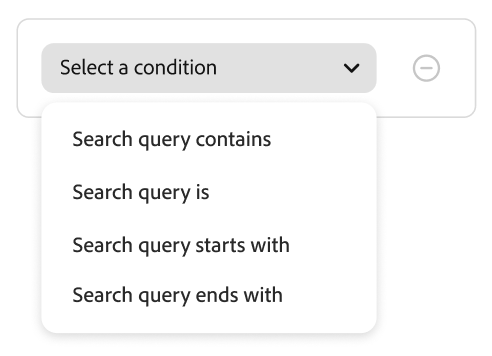 Select a condition
Search query contains
Search query is
Search query starts with
Search query ends with